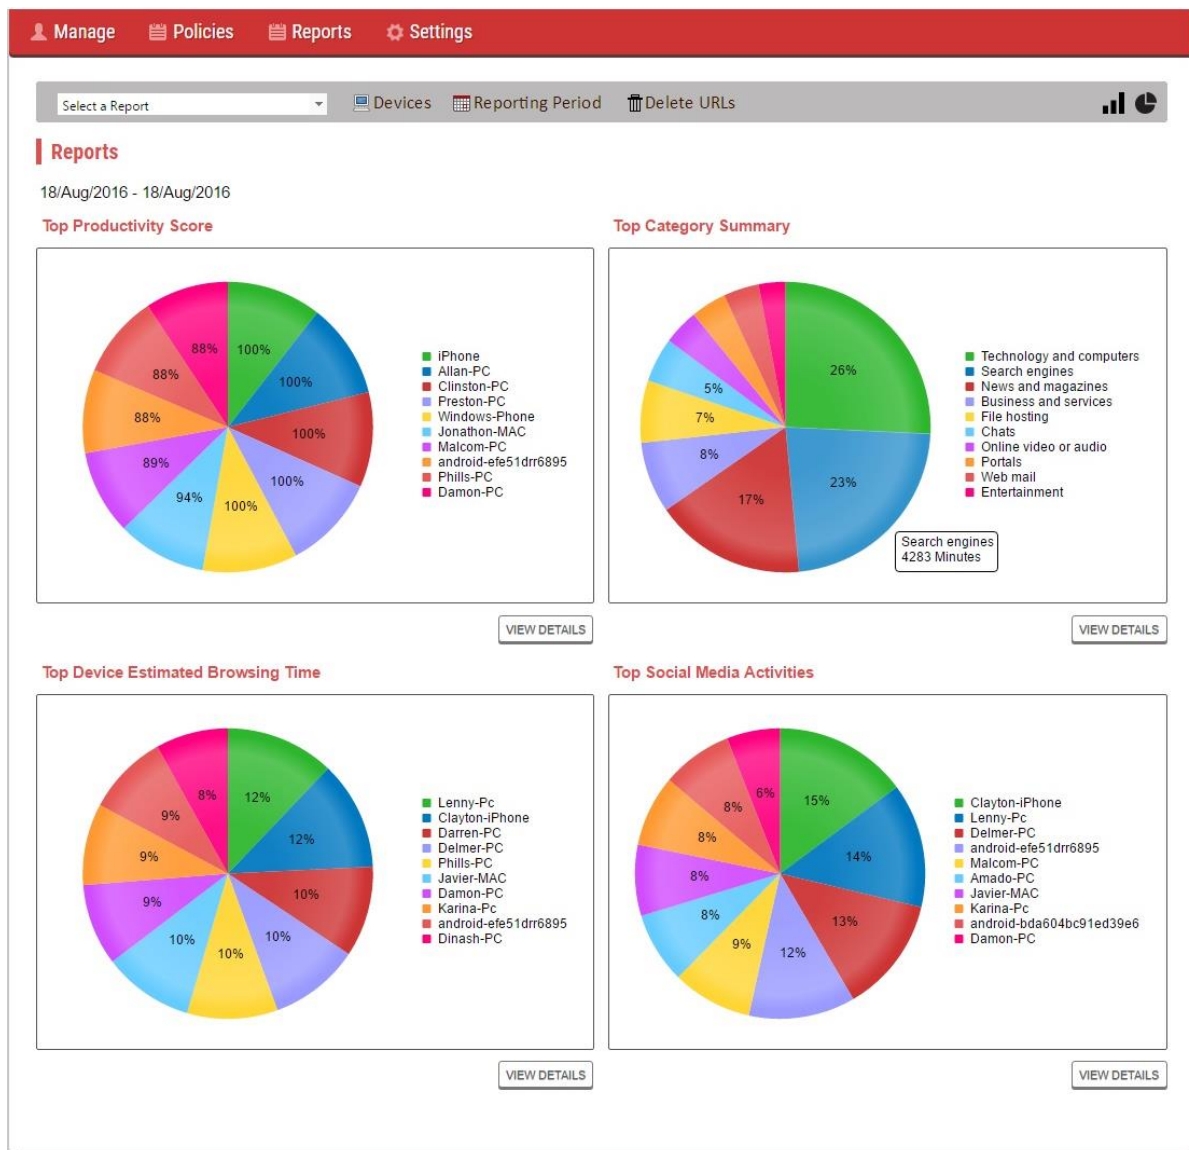 Manage Policies Reports Settings
Select a Report Devices Reporting Period Delete URLs
Reports
18/Aug/2016 - 18/Aug/2016
Top Productivity Score
100%
100%
100%
100%
100%
94%
89%
88%
88%
88%
iPhone
Allan-PC
Clinston-PC
Preston-PC
Windows-Phone
Jonathon-MAC
Malcom-PC
android-efe51drr6895
Phills-PC
Damon-PC
VIEW DETAILS
Top Category Summary
26%
23%
17%
8%
7%
5%
Search engines
4283 Minutes
Technology and computers
Search engines
News and magazines
Business and services
File hosting
Chats
Online video or audio
Portals
Web mail
Entertainment
VIEW DETAILS
Top Device Estimated Browsing Time
12%
12%
10%
10%
10%
10%
9%
9%
9%
8%
Lenny-Pc
Clayton-iPhone
Darren-PC
Delmer-PC
Phills-PC
Javier-MAC
Damon-PC
Karina-Pc
android-efe51drr6895
Dinash-PC
VIEW DETAILS
Top Social Media Activities
15%
14%
13%
12%
9%
8%
8%
8%
8%
6%
Clayton-iPhone
Lenny-Pc
Delmer-PC
android-efe51drr6895
Malcom-PC
Amado-PC
Javier-MAC
Karina-Pc
android-bda604bc91ed39e6
Damon-PC
VIEW DETAILS